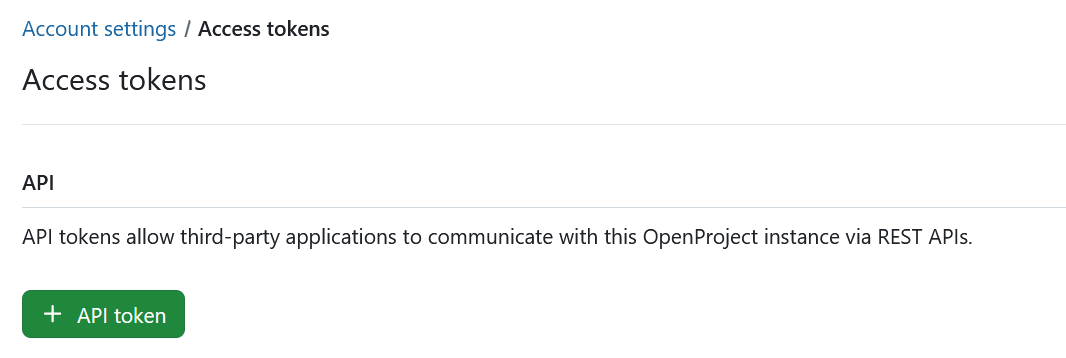 Account settings / Access tokens
Access tokens
API
API tokens allow third-party applications to communicate with this OpenProject instance via REST APIs.
+ API token